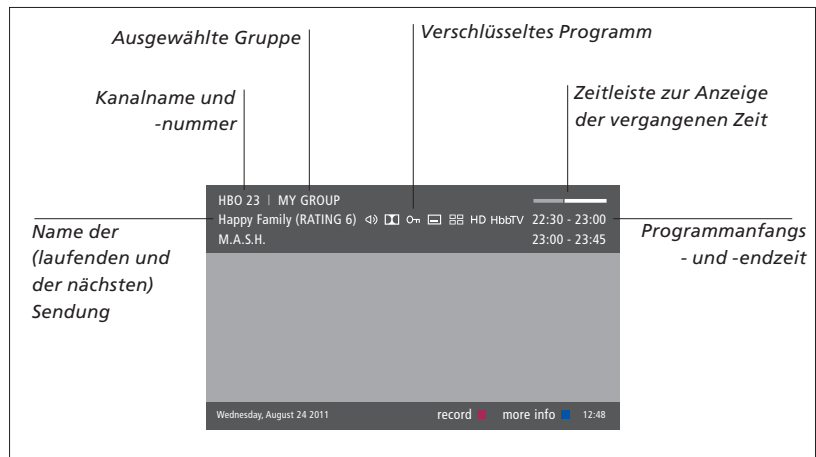 Ausgewählte Gruppe
Verschlüsseltes Programm
Kanalname und
-nummer
Zeitleiste zur Anzeige
der vergangenen Zeit
HBO 23 | MY GROUP
Happy Family (RATING 6) HD HbbTV 22:30 - 23:00
M.A.S.H. 23:00 - 23:45
Name der
(laufenden und
der nächsten)
Sendung
Programmanfangs
- und -endzeit
Wednesday, August 24 2011 record more info 12:48